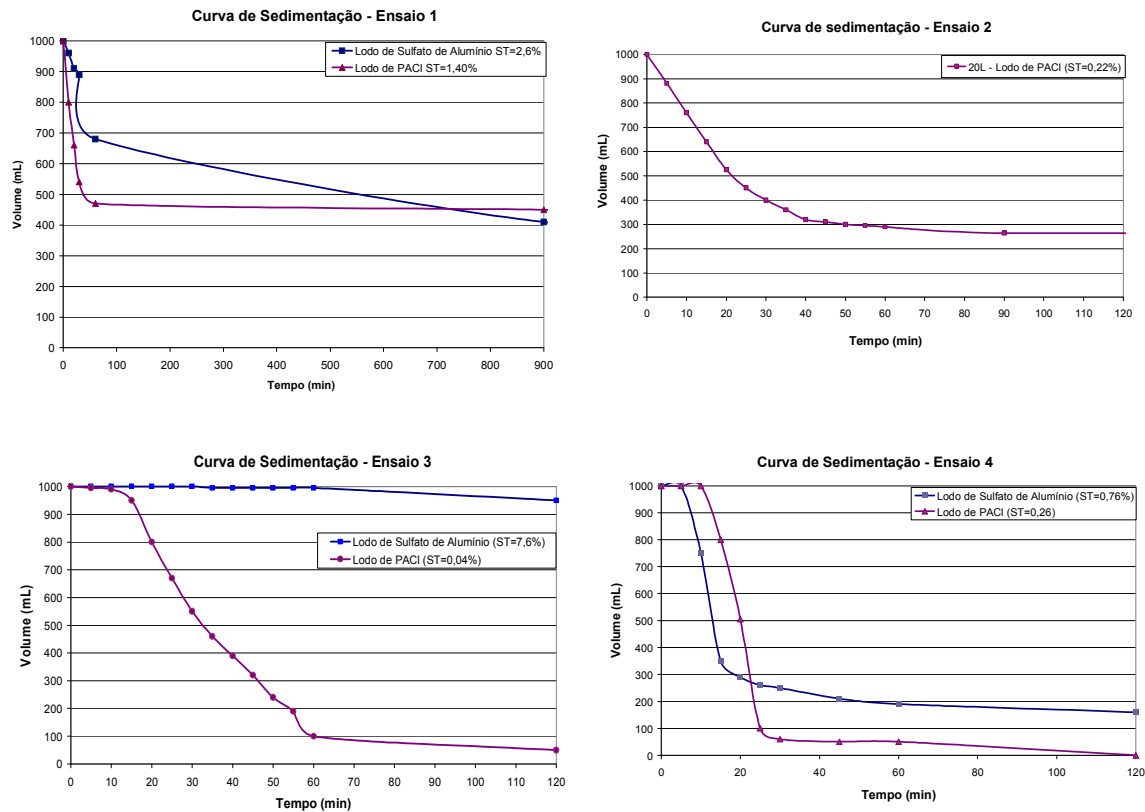 Curva de Sedimentação - Ensaio 1
Lodo de Sulfato de Alumínio ST=2,6%
Lodo de PACl ST=1,40%
Volume (mL)
1000
900
800
700
600
500
400
300
200
100
0
0 100 200 300 400 500 600 700 800 900
Tempo (min)
Curva de sedimentação - Ensaio 2
20L - Lodo de PACl (ST=0,22%)
Volume (mL)
1000
900
800
700
600
500
400
300
200
100
0
0 10 20 30 40 50 60 70 80 90 100 110 120
Tempo (min)
Curva de Sedimentação - Ensaio 3
Lodo de Sulfato de Alumínio (ST=7,6%)
Lodo de PACl (ST=0,04%)
Volume (mL)
1000
900
800
700
600
500
400
300
200
100
0
0 10 20 30 40 50 60 70 80 90 100 110 120
Tempo (min)
Curva de Sedimentação - Ensaio 4
Lodo de Sulfato de Alumínio (ST=0,76%)
Lodo de PACl (ST=0,26)
Volume (mL)
1000
900
800
700
600
500
400
300
200
100
0
0 20 40 60 80 100 120
Tempo (min)